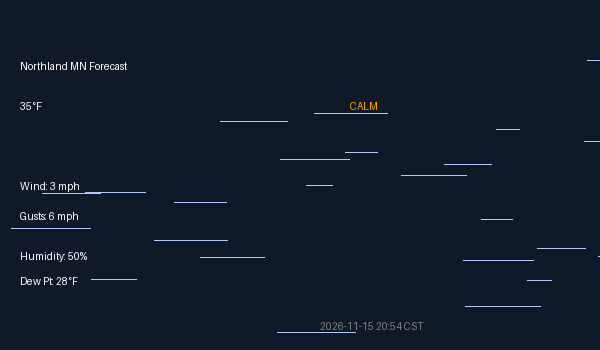 Northland MN Forecast
35°F
CALM
Wind: 3 mph
Gusts: 6 mph
Humidity: 50%
Dew Pt: 28°F
2026-11-15 20:54 CST